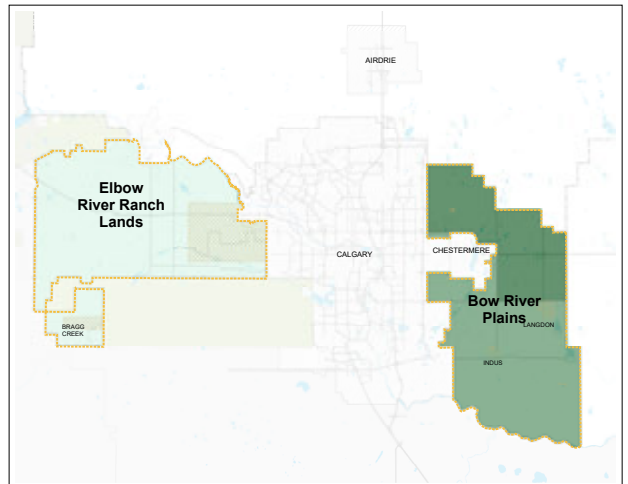 AIRDRIE
Elbow
River Ranch
Lands
CALGARY
CHESTERMERE
Bow River
Plains
LANGDON
BRAGG
CREEK
INDUS